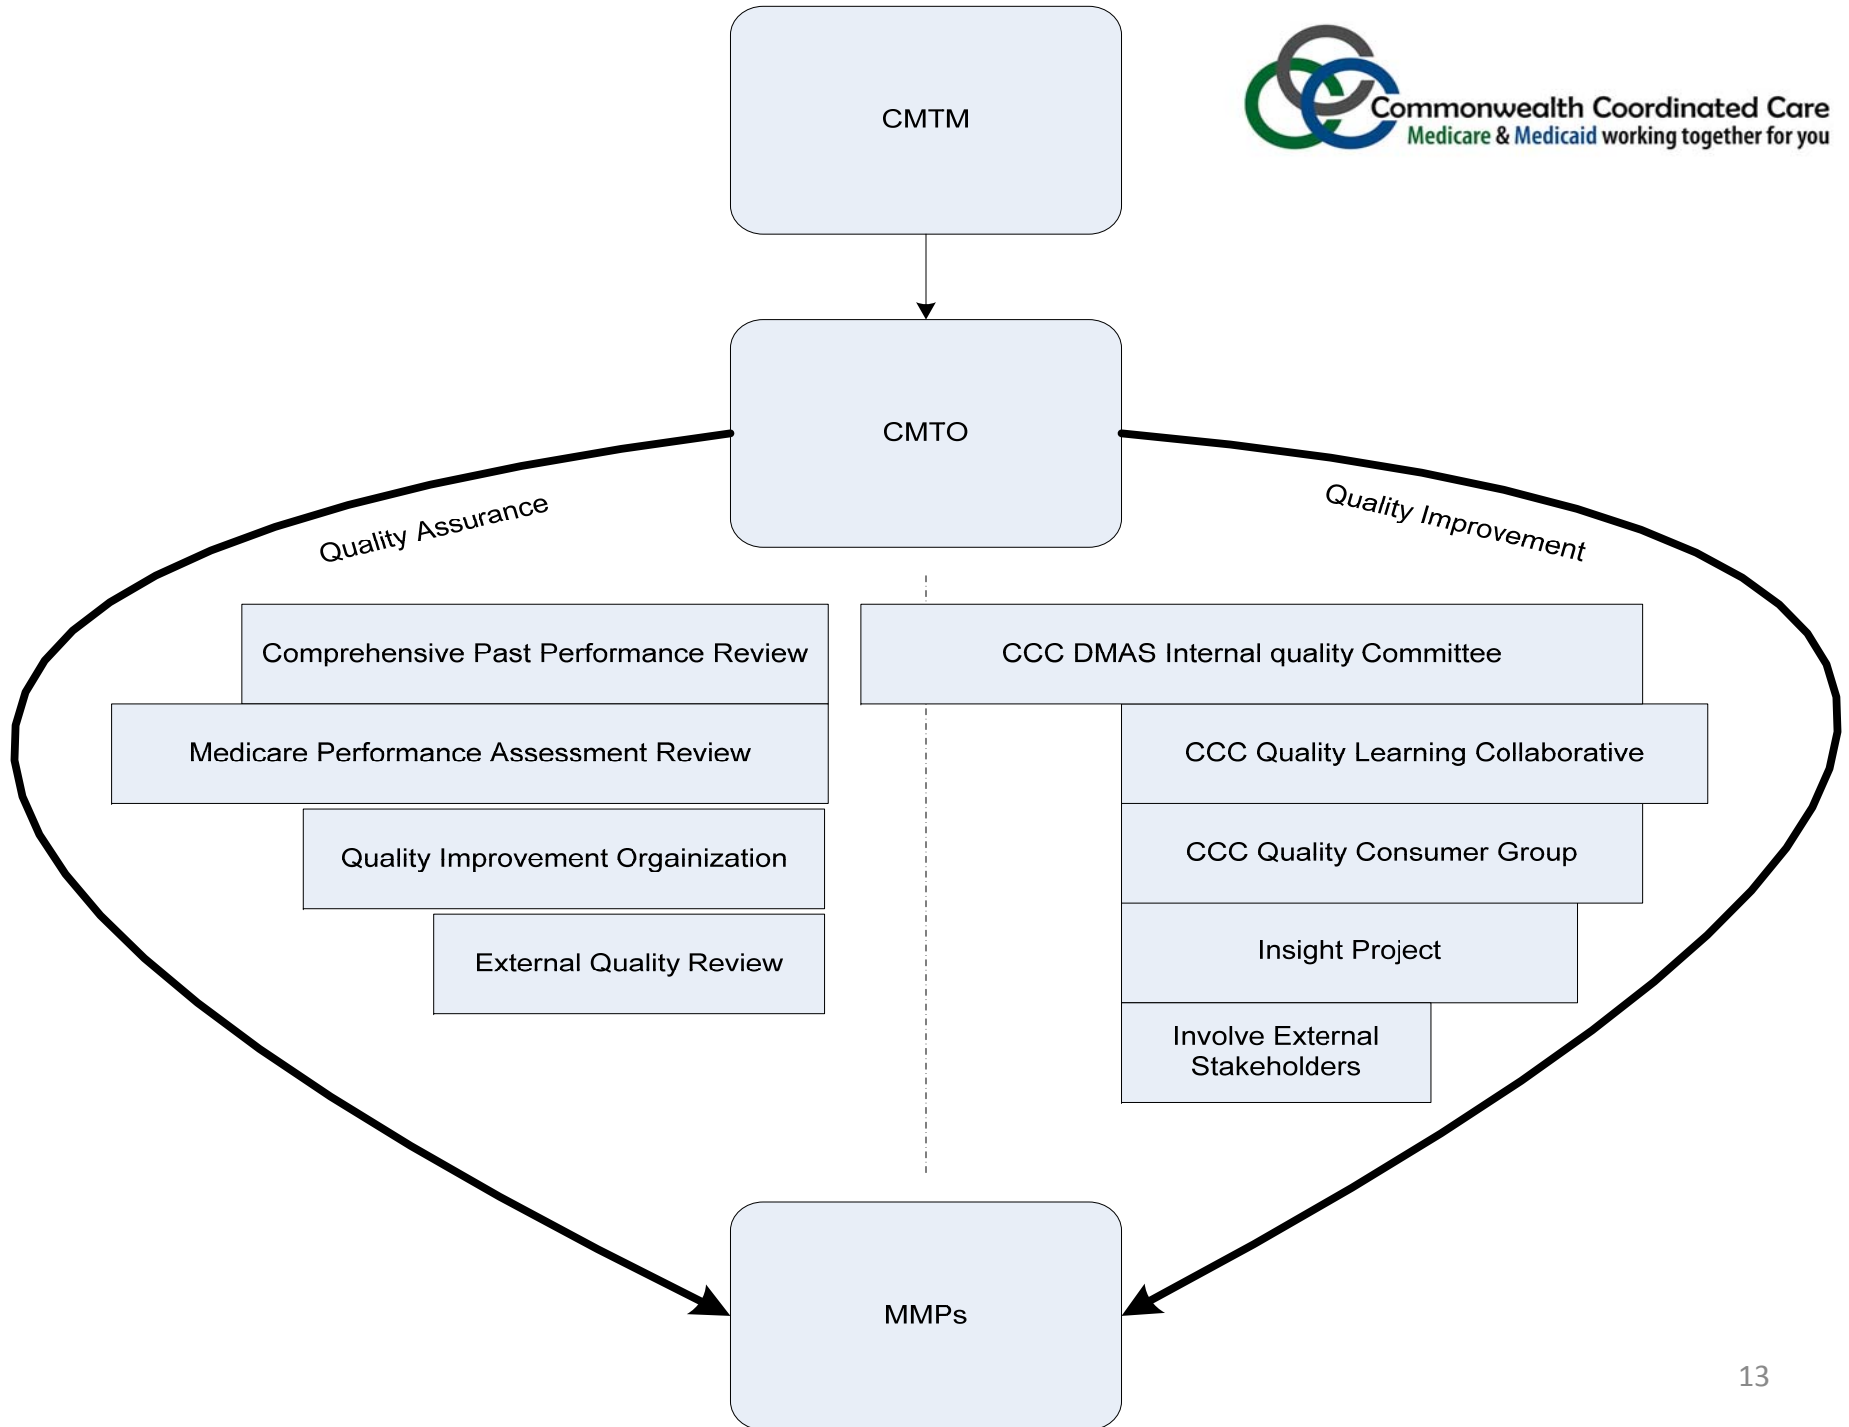 CMTM
Commonwealth Coordinated Care
Medicare & Medicaid working together for you
CMTO
Quality Assurance
Quality Improvement
Comprehensive Past Performance Review
Medicare Performance Assessment Review
Quality Improvement Orgainization
External Quality Review
CCC DMAS Internal quality Committee
CCC Quality Learning Collaborative
CCC Quality Consumer Group
Insight Project
Involve External
Stakeholders
MMPs
13